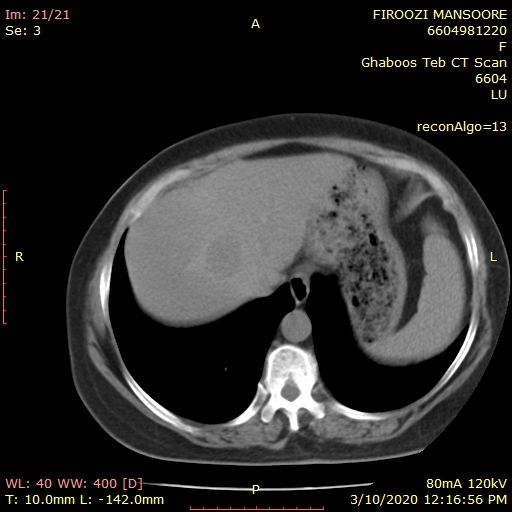 Im: 21/21
Se: 3
A
FIROOZI MANSOORE
6604981220
F
Ghaboos Teb CT Scan
6604
LU
reconAlgo=13
R
L
WL: 40 WW: 400 [D]
T: 10.0mm L: -142.0mm
P
80mA 120kV
3/10/2020 12:16:56 PM